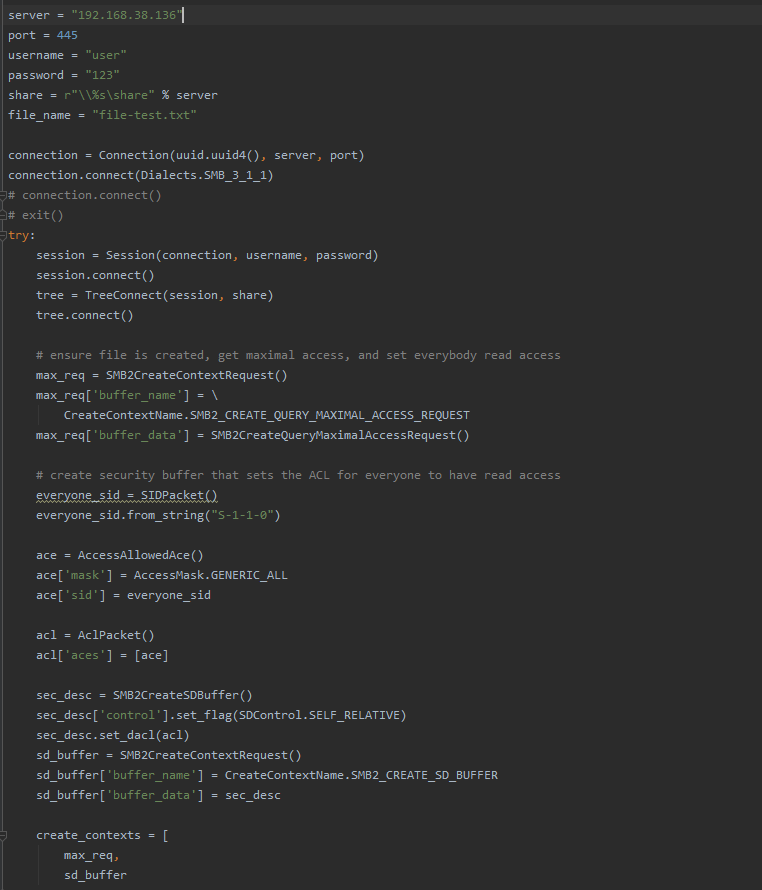 server = "192.168.38.136"
port = 445
username = "user"
password = "123"
share = r"\\%s\share" % server
file_name = "file-test.txt"

connection = Connection(uuid.uuid4(), server, port)
connection.connect(Dialects.SMB_3_1_1)
# connection.connect()
# exit()
try:
    session = Session(connection, username, password)
    session.connect()
    tree = TreeConnect(session, share)
    tree.connect()

    # ensure file is created, get maximal access, and set everybody read access
    max_req = SMB2CreateContextRequest()
    max_req['buffer_name'] = \
        CreateContextName.SMB2_CREATE_QUERY_MAXIMAL_ACCESS_REQUEST
    max_req['buffer_data'] = SMB2CreateQueryMaximalAccessRequest()

    # create security buffer that sets the ACL for everyone to have read access
    everyone_sid = SIDPacket()
    everyone_sid.from_string("S-1-1-0")

    ace = AccessAllowedAce()
    ace['mask'] = AccessMask.GENERIC_ALL
    ace['sid'] = everyone_sid

    acl = AclPacket()
    acl['aces'] = [ace]

    sec_desc = SMB2CreateSDBuffer()
    sec_desc['control'].set_flag(SDControl.SELF_RELATIVE)
    sec_desc.set_dacl(acl)
    sd_buffer = SMB2CreateContextRequest()
    sd_buffer['buffer_name'] = CreateContextName.SMB2_CREATE_SD_BUFFER
    sd_buffer['buffer_data'] = sec_desc

    create_contexts = [
        max_req,
        sd_buffer